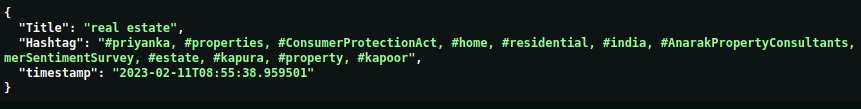 {
"Title": "real estate",
"Hashtag": "#priyanka, #properties, #ConsumerProtectionAct, #home, #residential, #india, #AnarakPropertyConsultants,
merSentimentSurvey, #estate, #kapura, #property, #kapoor",
"timestamp": "2023-02-11T08:55:38.959501"
}